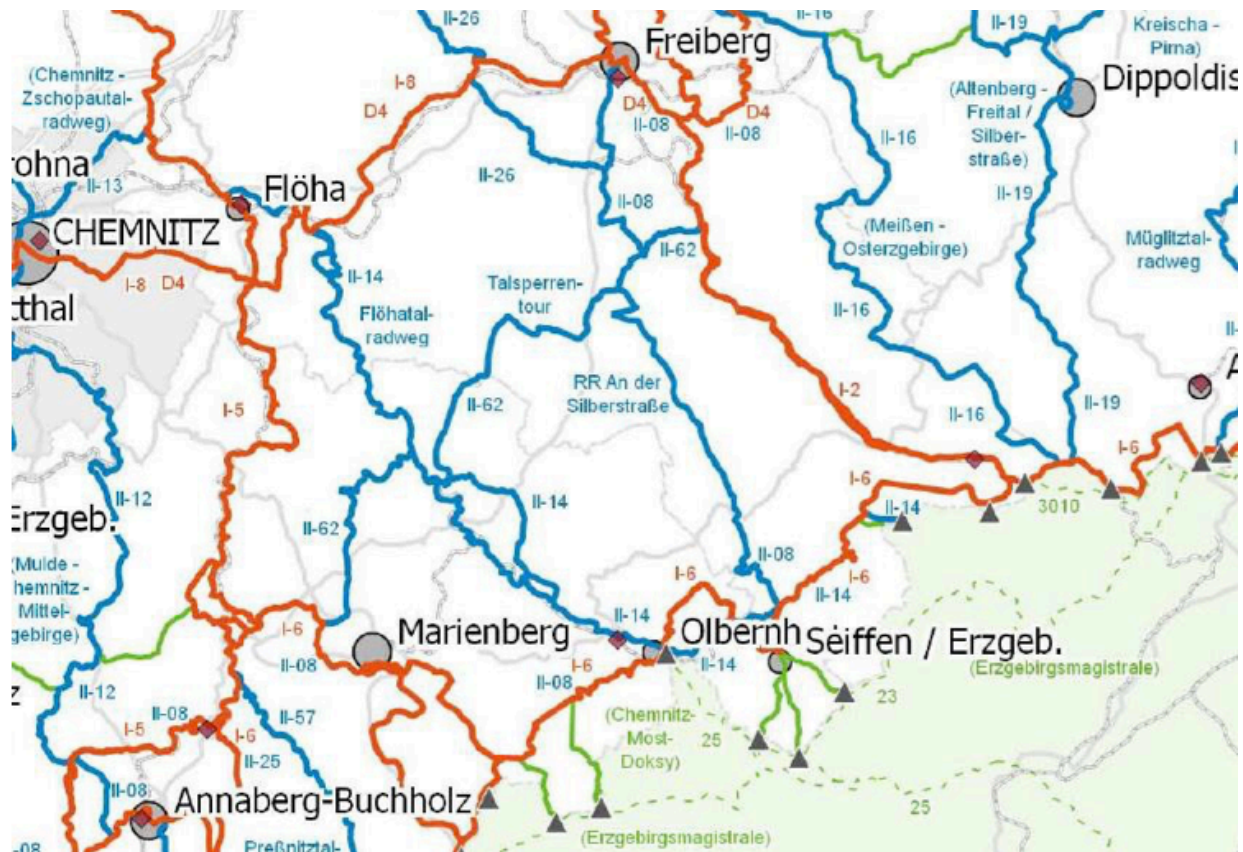 II-16
II-19
Kreischa -
Pirna)
II-26
Freiberg
(Chemnitz -
Zschopautal-
radweg)
I-8
D4
D4
II-08
D4
II-08
II-16
(Altenberg -
Freital /
Silber-
straße)
Dippoldis
ohna
II-13
Flöha
II-26
II-08
II-19
CHEMNITZ
I-8
D4
II-14
II-62
(Meißen -
Osterzgebirge)
Müglitztal-
radweg
tthal
Flöhatal-
radweg
Talsperren-
tour
II-16
I-5
II-62
RR An der
Silberstraße
I-2
II-16
II-19
A
I-6
II-12
Erzgeb.
II-62
II-14
I-6
II-14
3010
(Mulde -
hemnitz -
Mittel-
gebirge)
II-08
I-6
I-6
II-14
I-6
II-08
Marienberg
II-14
Olbernh
Seiffen / Erzgeb.
II-14
(Erzgebirgsmagistrale)
z
II-12
II-08
I-5
I-6
II-25
II-57
I-6
II-08
(Chemnitz-
Most-
Doksy)
25
23
II-08
Annaberg-Buchholz
25
(Erzgebirgsmagistrale)
-08
Preßnitztal-